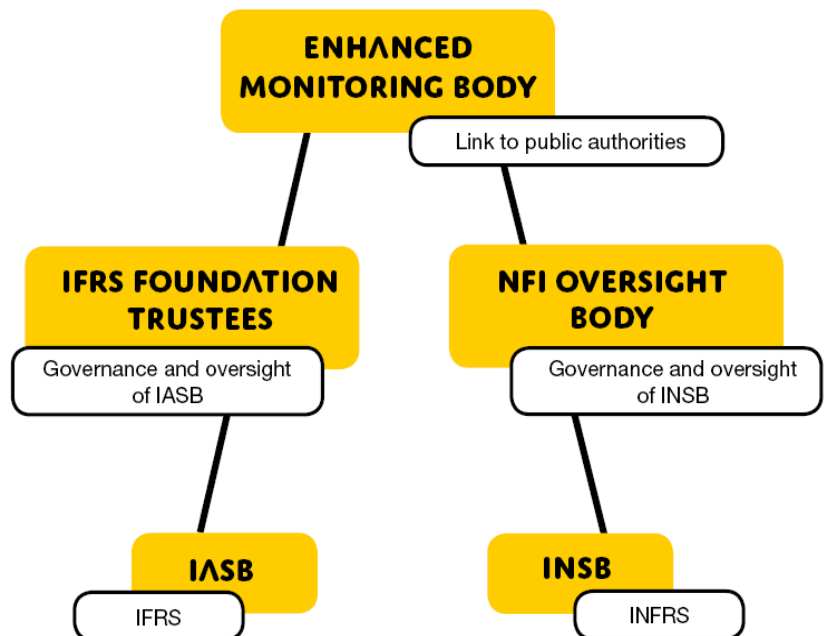 ENHANCED
MONITORING BODY
Link to public authorities
IFRS FOUNDATION
TRUSTEES
Governance and oversight
of IASB
NFI OVERSIGHT
BODY
Governance and oversight
of INSB
IASB
IFRS
INSB
INFRS